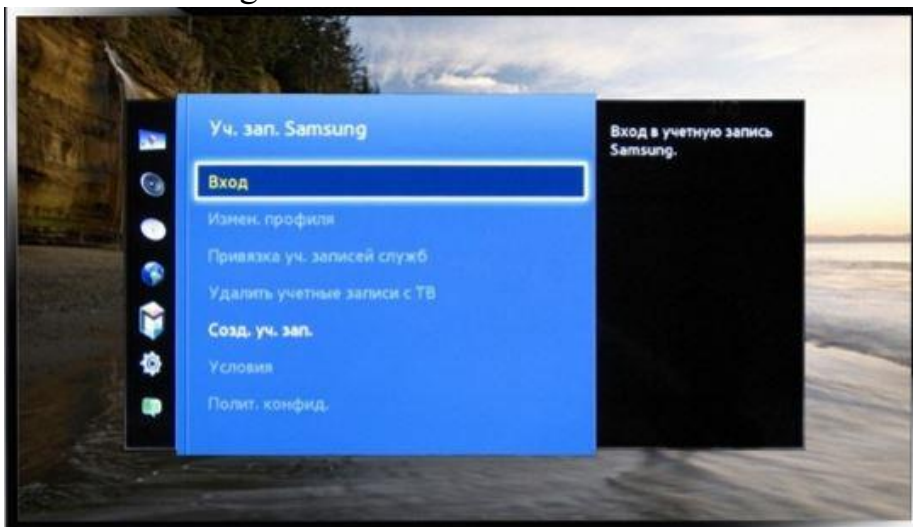 Уч. зап. Samsung
Вход
Измен. профиля
Привязка уч. записей служб
Удалить учетные записи с ТВ
Созд. уч. зап.
Условия
Полит. конфид.
Вход в учетную запись
Samsung.